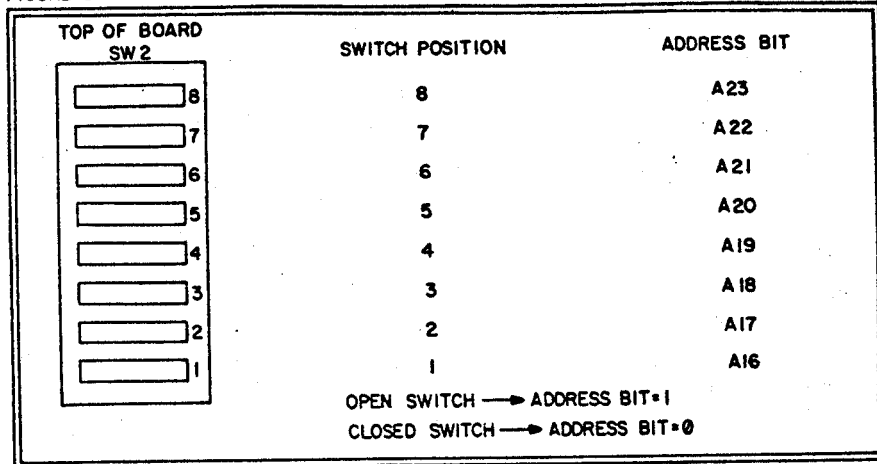 TOP OF BOARD
SW 2
SWITCH POSITION
ADDRESS BIT
8 8 A23
7 7 A22
6 6 A21
5 5 A20
4 4 A19
3 3 A18
2 2 A17
1 1 A16
OPEN SWITCH → ADDRESS BIT=1
CLOSED SWITCH → ADDRESS BIT=0